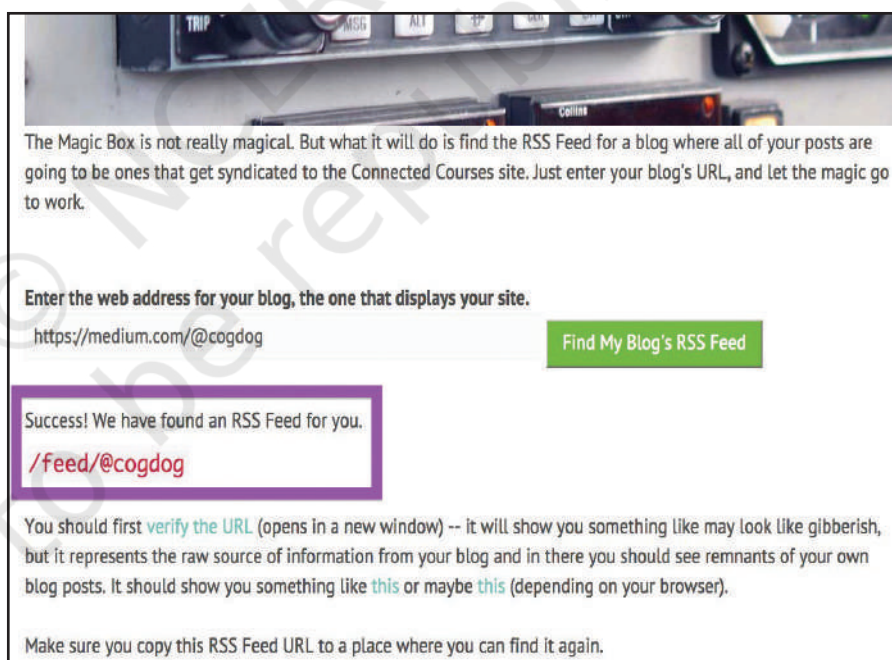 TRIP
MSG
ALT
Collins
The Magic Box is not really magical. But what it will do is find the RSS Feed for a blog where all of your posts are
going to be ones that get syndicated to the Connected Courses site. Just enter your blog's URL, and let the magic go
to work.
Enter the web address for your blog, the one that displays your site.
https://medium.com/@cogdog
Find My Blog's RSS Feed
Success! We have found an RSS Feed for you.
/feed/@cogdog
You should first verify the URL (opens in a new window) -- it will show you something like may look like gibberish,
but it represents the raw source of information from your blog and in there you should see remnants of your own
blog posts. It should show you something like this or maybe this (depending on your browser).
Make sure you copy this RSS Feed URL to a place where you can find it again.
to be republ